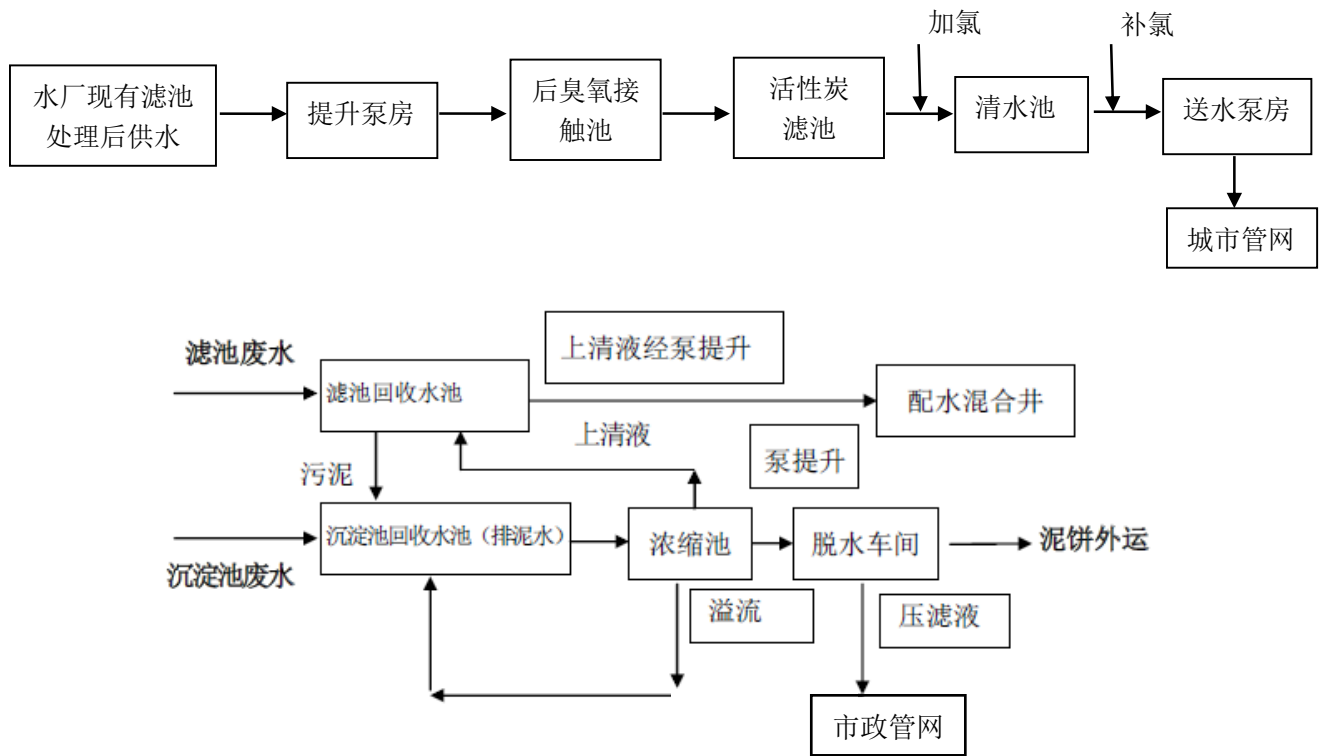 加氯
补氯
水厂现有滤池
处理后供水
提升泵房
后臭氧接
触池
活性炭
滤池
清水池
送水泵房
城市管网
滤池废水
滤池回收水池
上清液经泵提升
配水混合井
上清液
泵提升
污泥
沉淀池回收水池（排泥水）
浓缩池
脱水车间
泥饼外运
沉淀池废水
溢流
压滤液
市政管网